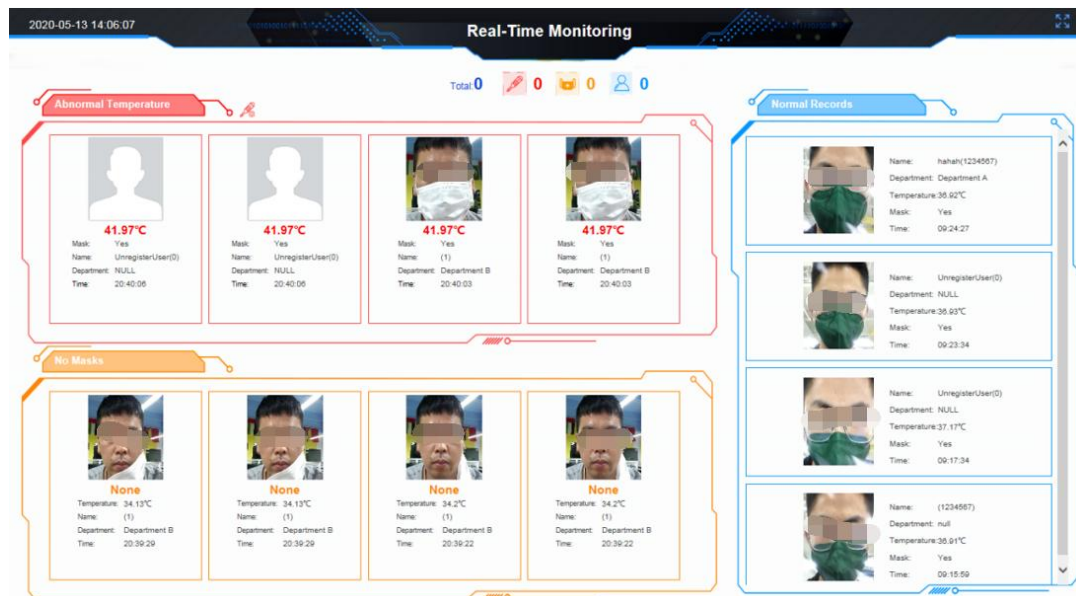 2020-05-13 14:06:07
Real-Time Monitoring
Total:0 0 0 0
Abnormal Temperature
41.97°C
Mask: Yes
Name: UnregisterUser(0)
Department: NULL
Time: 20:40:06
41.97°C
Mask: Yes
Name: UnregisterUser(0)
Department: NULL
Time: 20:40:06
41.97°C
Mask: Yes
Name: (1)
Department: Department B
Time: 20:40:03
41.97°C
Mask: Yes
Name: (1)
Department: Department B
Time: 20:40:03
No Masks
None
Temperature: 34.13°C
Name: (1)
Department: Department B
Time: 20:39:29
None
Temperature: 34.13°C
Name: (1)
Department: Department B
Time: 20:39:29
None
Temperature: 34.2°C
Name: (1)
Department: Department B
Time: 20:39:22
None
Temperature: 34.2°C
Name: (1)
Department: Department B
Time: 20:39:22
Normal Records
Name: hahah(1234567)
Department: Department A
Temperature:36.92°C
Mask: Yes
Time: 09:24:27
Name: UnregisterUser(0)
Department: NULL
Temperature:36.93°C
Mask: Yes
Time: 09:23:34
Name: UnregisterUser(0)
Department: NULL
Temperature:37.17°C
Mask: Yes
Time: 09:17:34
Name: (1234567)
Department: null
Temperature:36.91°C
Mask: Yes
Time: 09:15:59